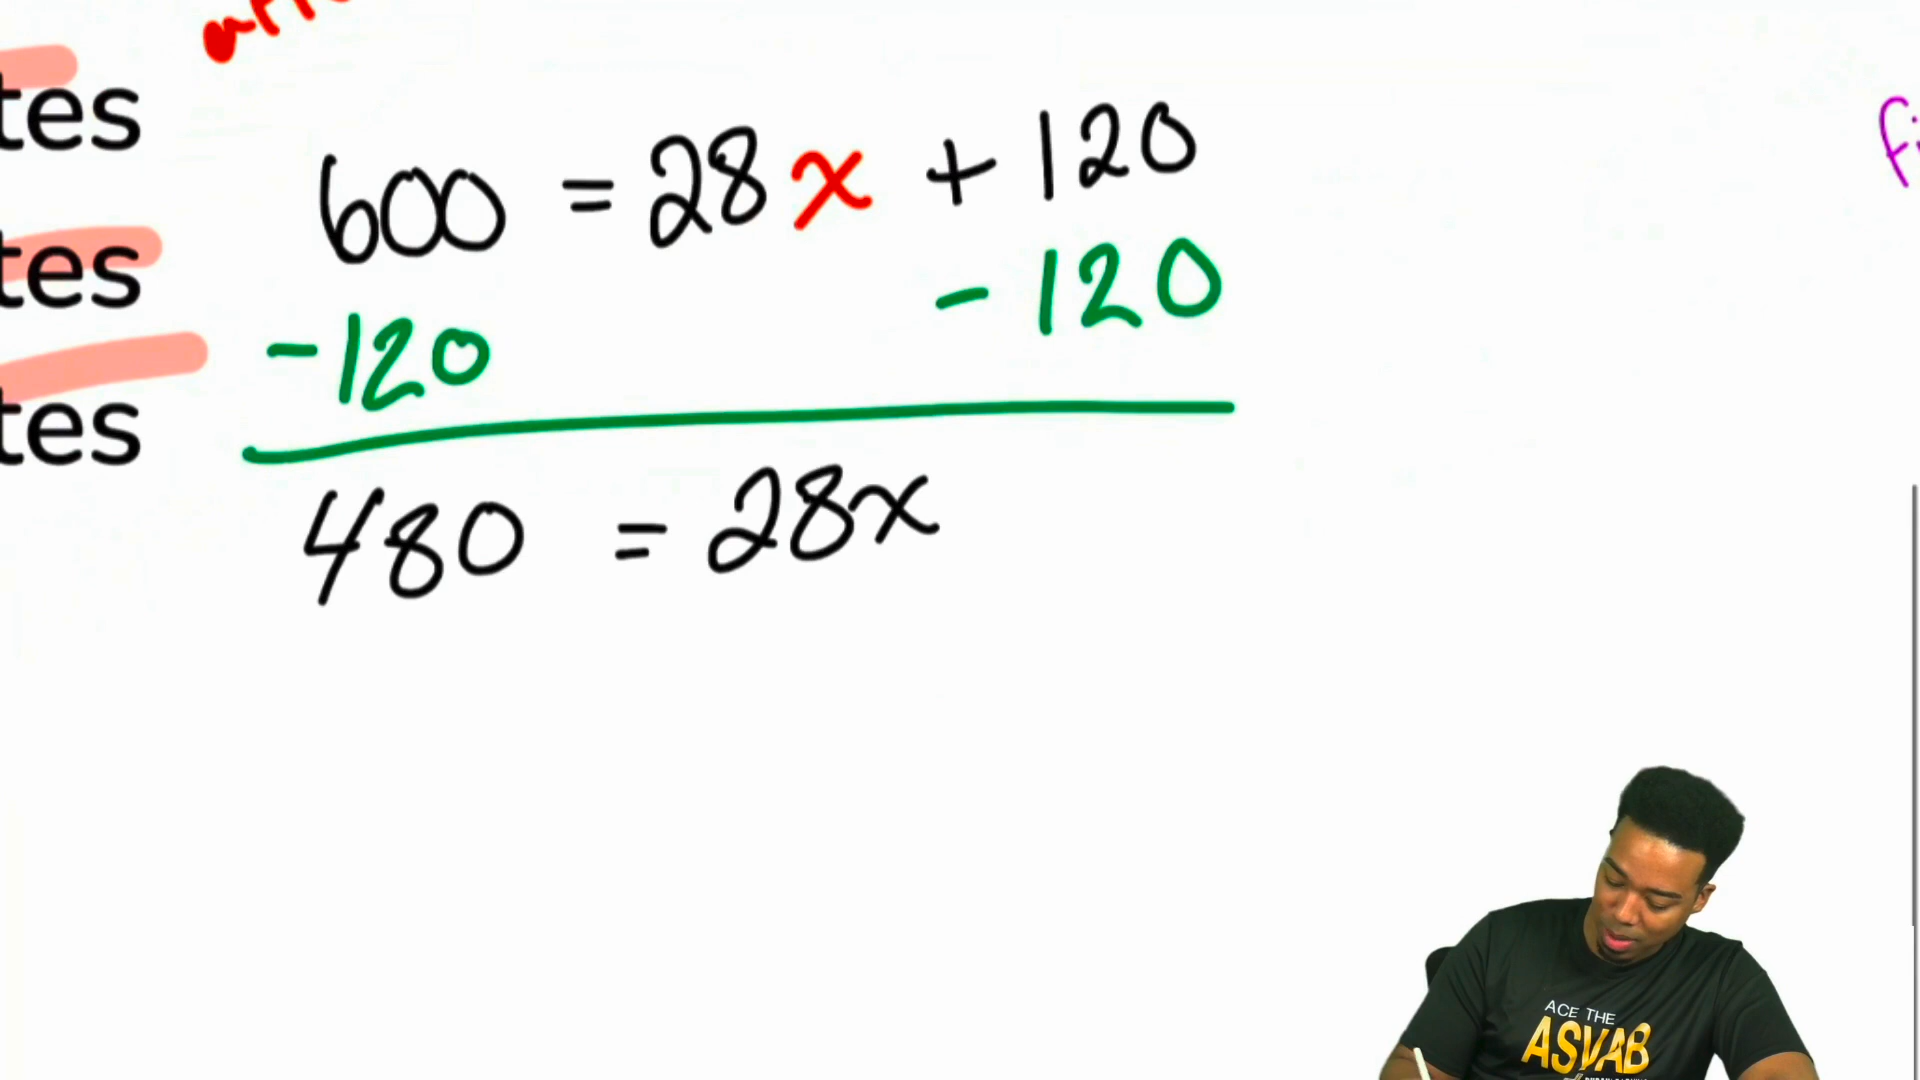 tes
600 = 28x + 120
tes
- 120
-120
tes
480 = 28x
ACE THE
ASVAB